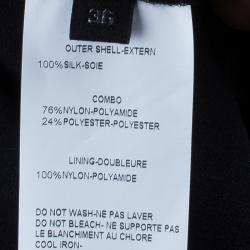 36
OUTER SHELL-EXTERN
100%SILK-SOIE
COMBO
76%NYLON-POLYAMIDE
24%POLYESTER-POLYESTER
LINING-DOUBLEURE
100%NYLON-POLYAMIDE
DO NOT WASH-NE PAS LAVER
DO NOT BLEACH- NE SUPPORTE PAS
LE BLANCHIMENT AU CHLORE
COOL IRON-